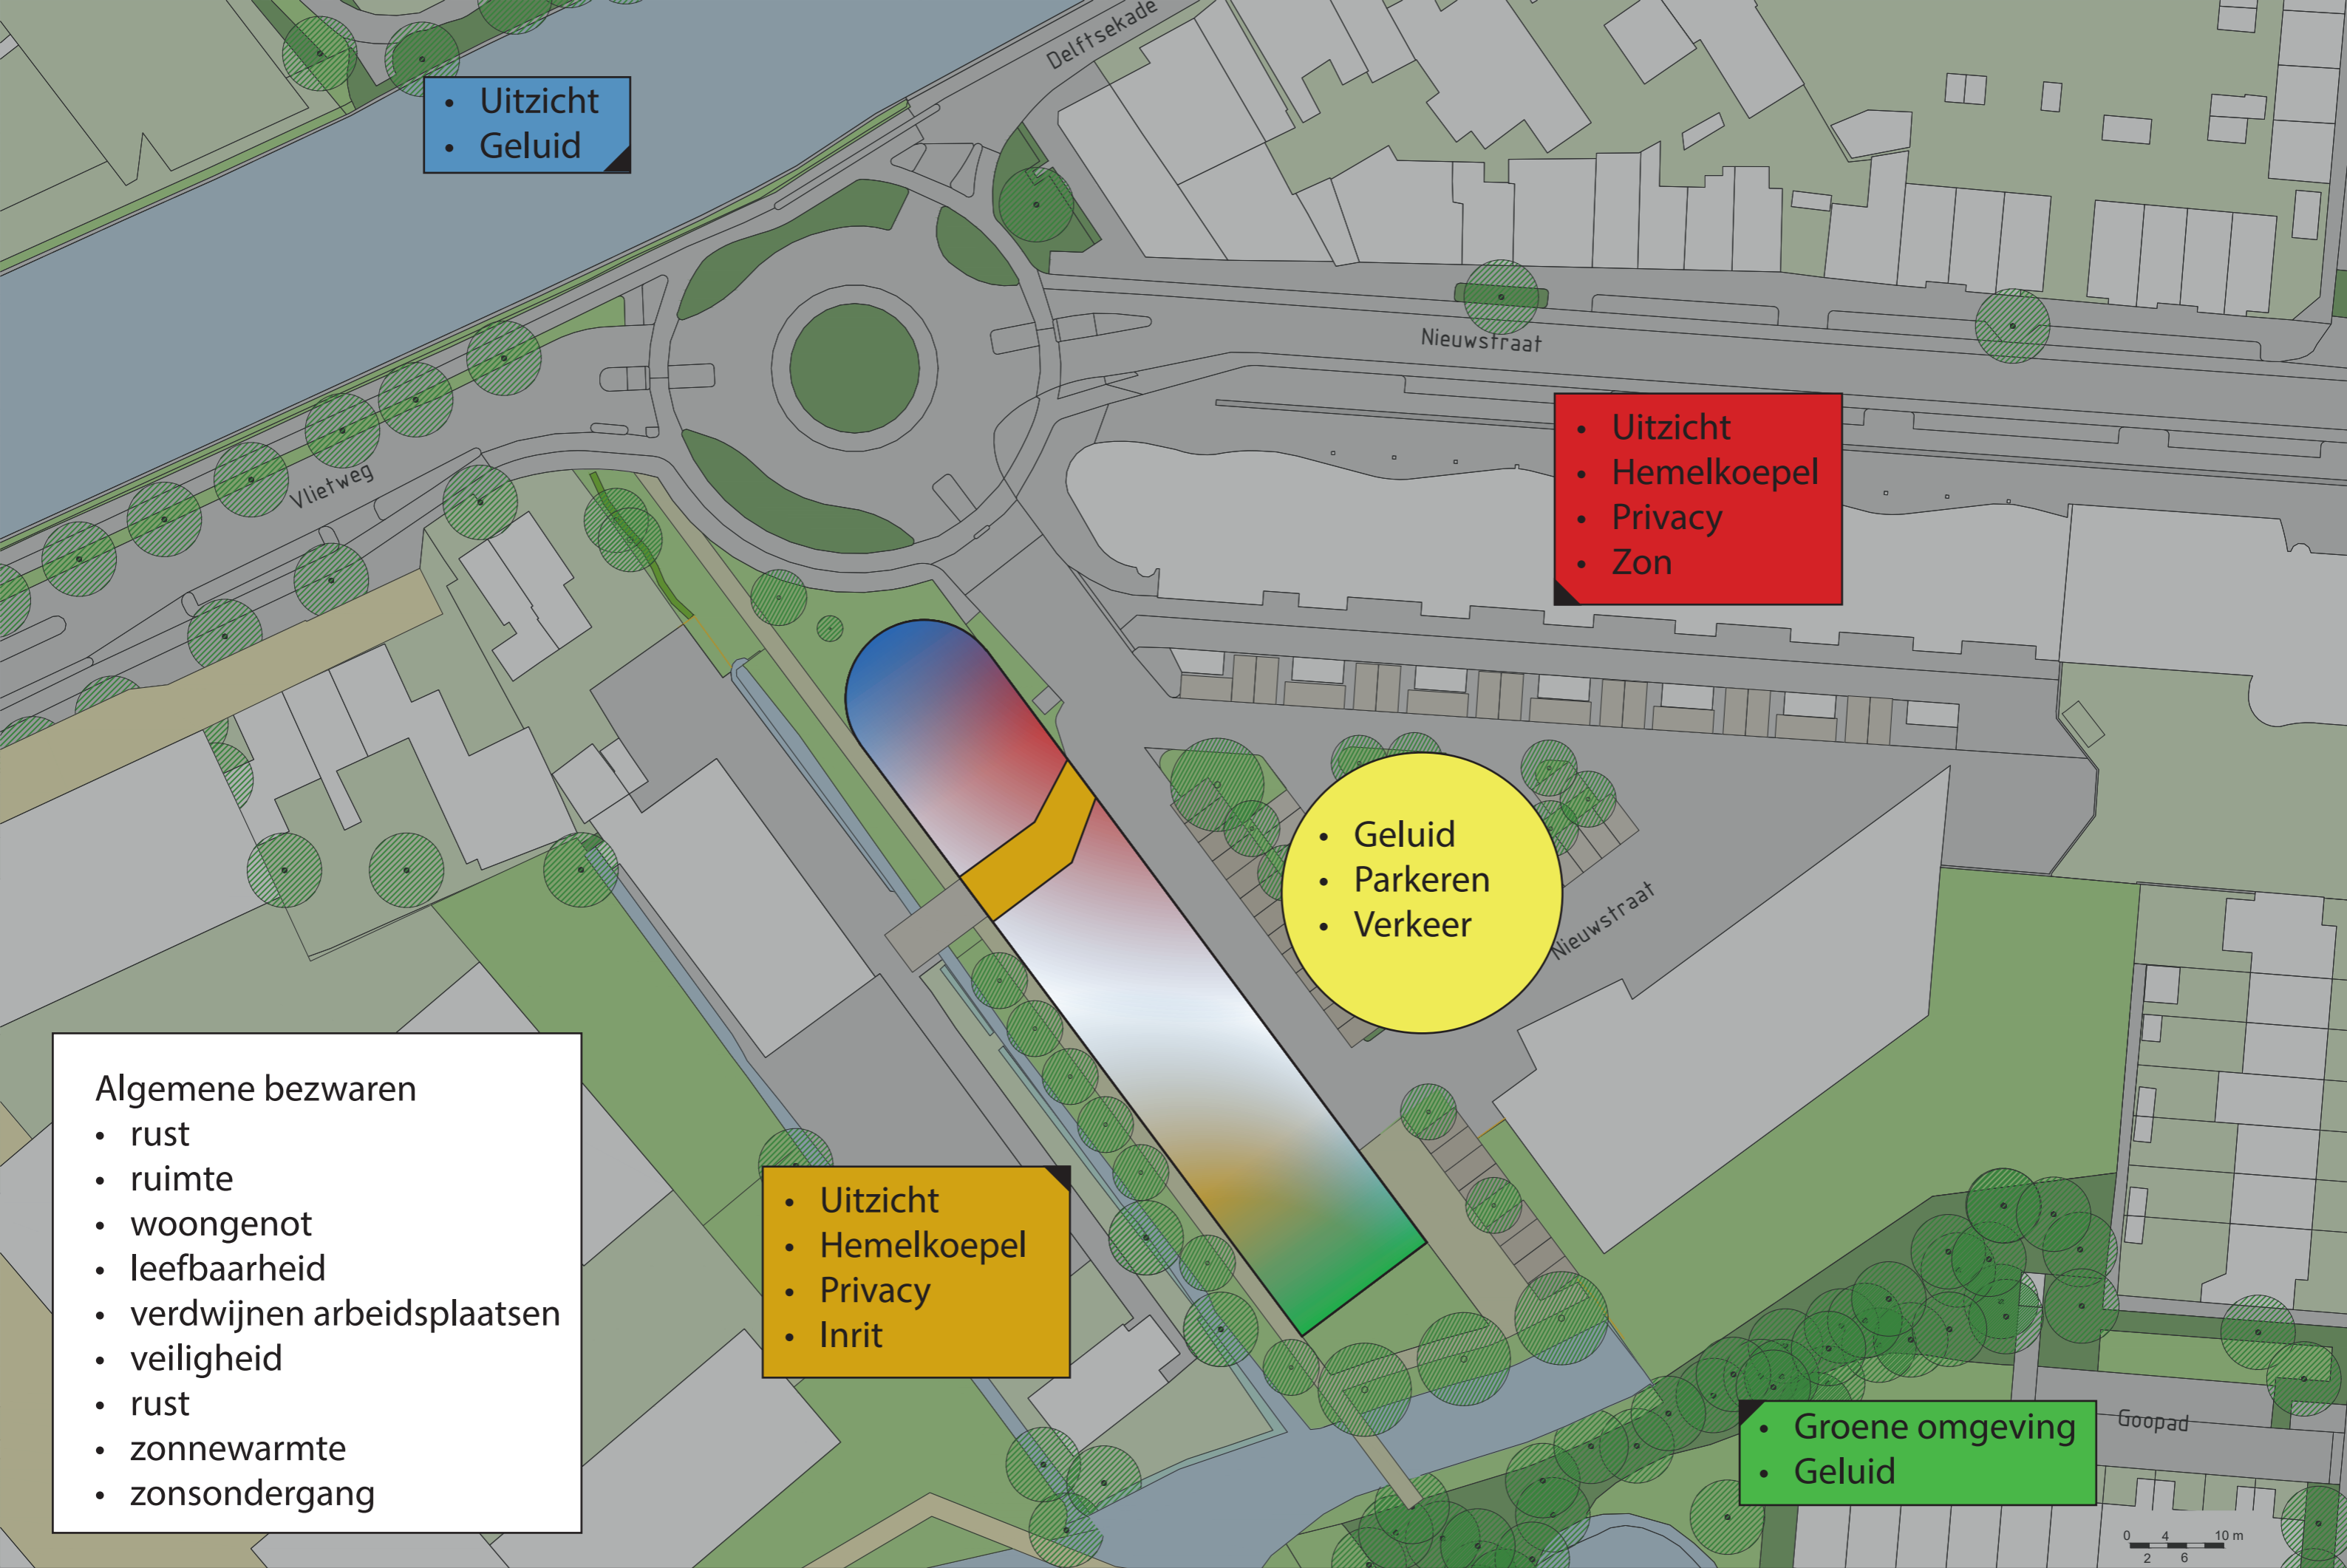 Delftsekade
• Uitzicht
• Geluid
Nieuwstraat
• Uitzicht
• Hemelkoepel
• Privacy
• Zon
Vlietweg
• Geluid
• Parkeren
• Verkeer
Nieuwstraat
Algemene bezwaren
• rust
• ruimte
• woongenot
• leefbaarheid
• verdwijnen arbeidsplaatsen
• veiligheid
• rust
• zonnewarmte
• zonsondergang
• Uitzicht
• Hemelkoepel
• Privacy
• Inrit
• Groene omgeving
• Geluid
Goopad
0 4 10 m
2 6